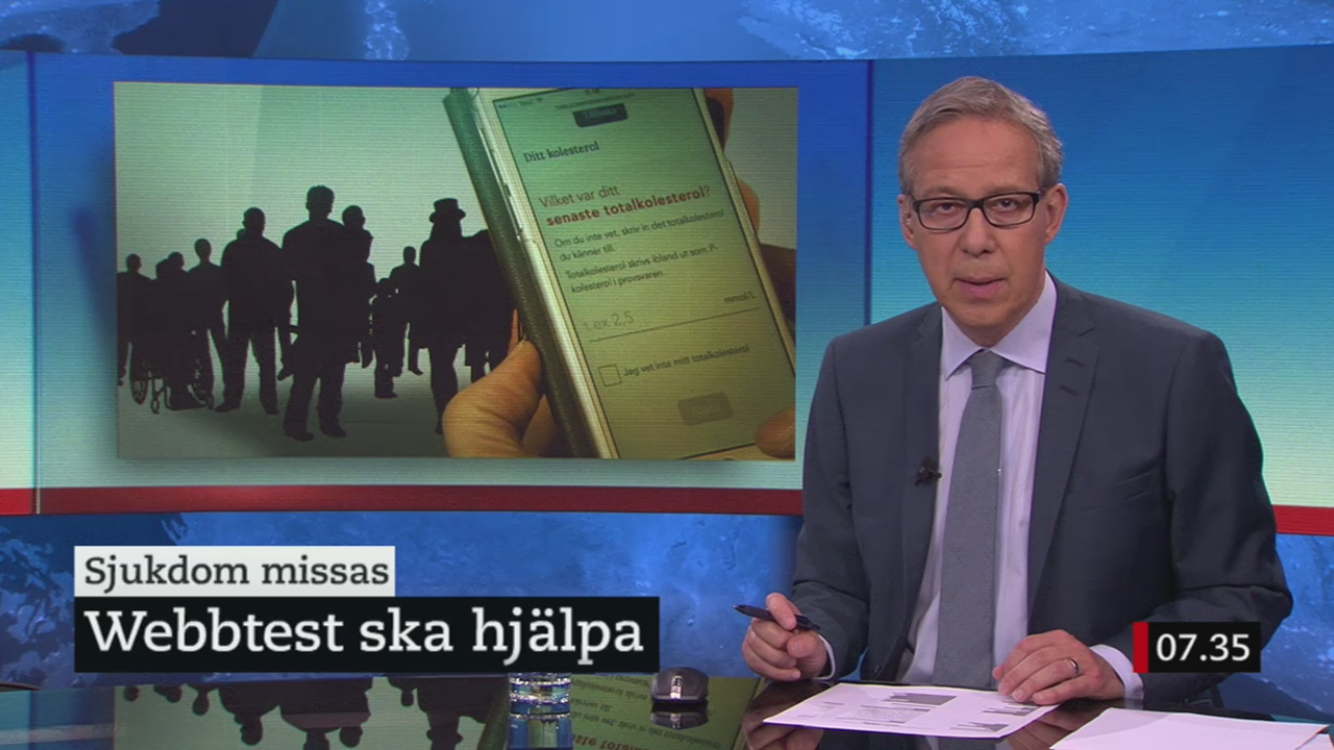 Ditt kolesterol
Vilket var ditt
senaste totalkolesterol?
Om du inte vet, skriv in det totalkolesterol
du känner till.
Totalkolesterol skrivs ibland ut som P-
kolesterol i provsvaren.
mmol/L
t.ex 2,5
Jag vet inte mitt totalkolesterol
Sjukdom missas
Webbtest ska hjälpa
07.35